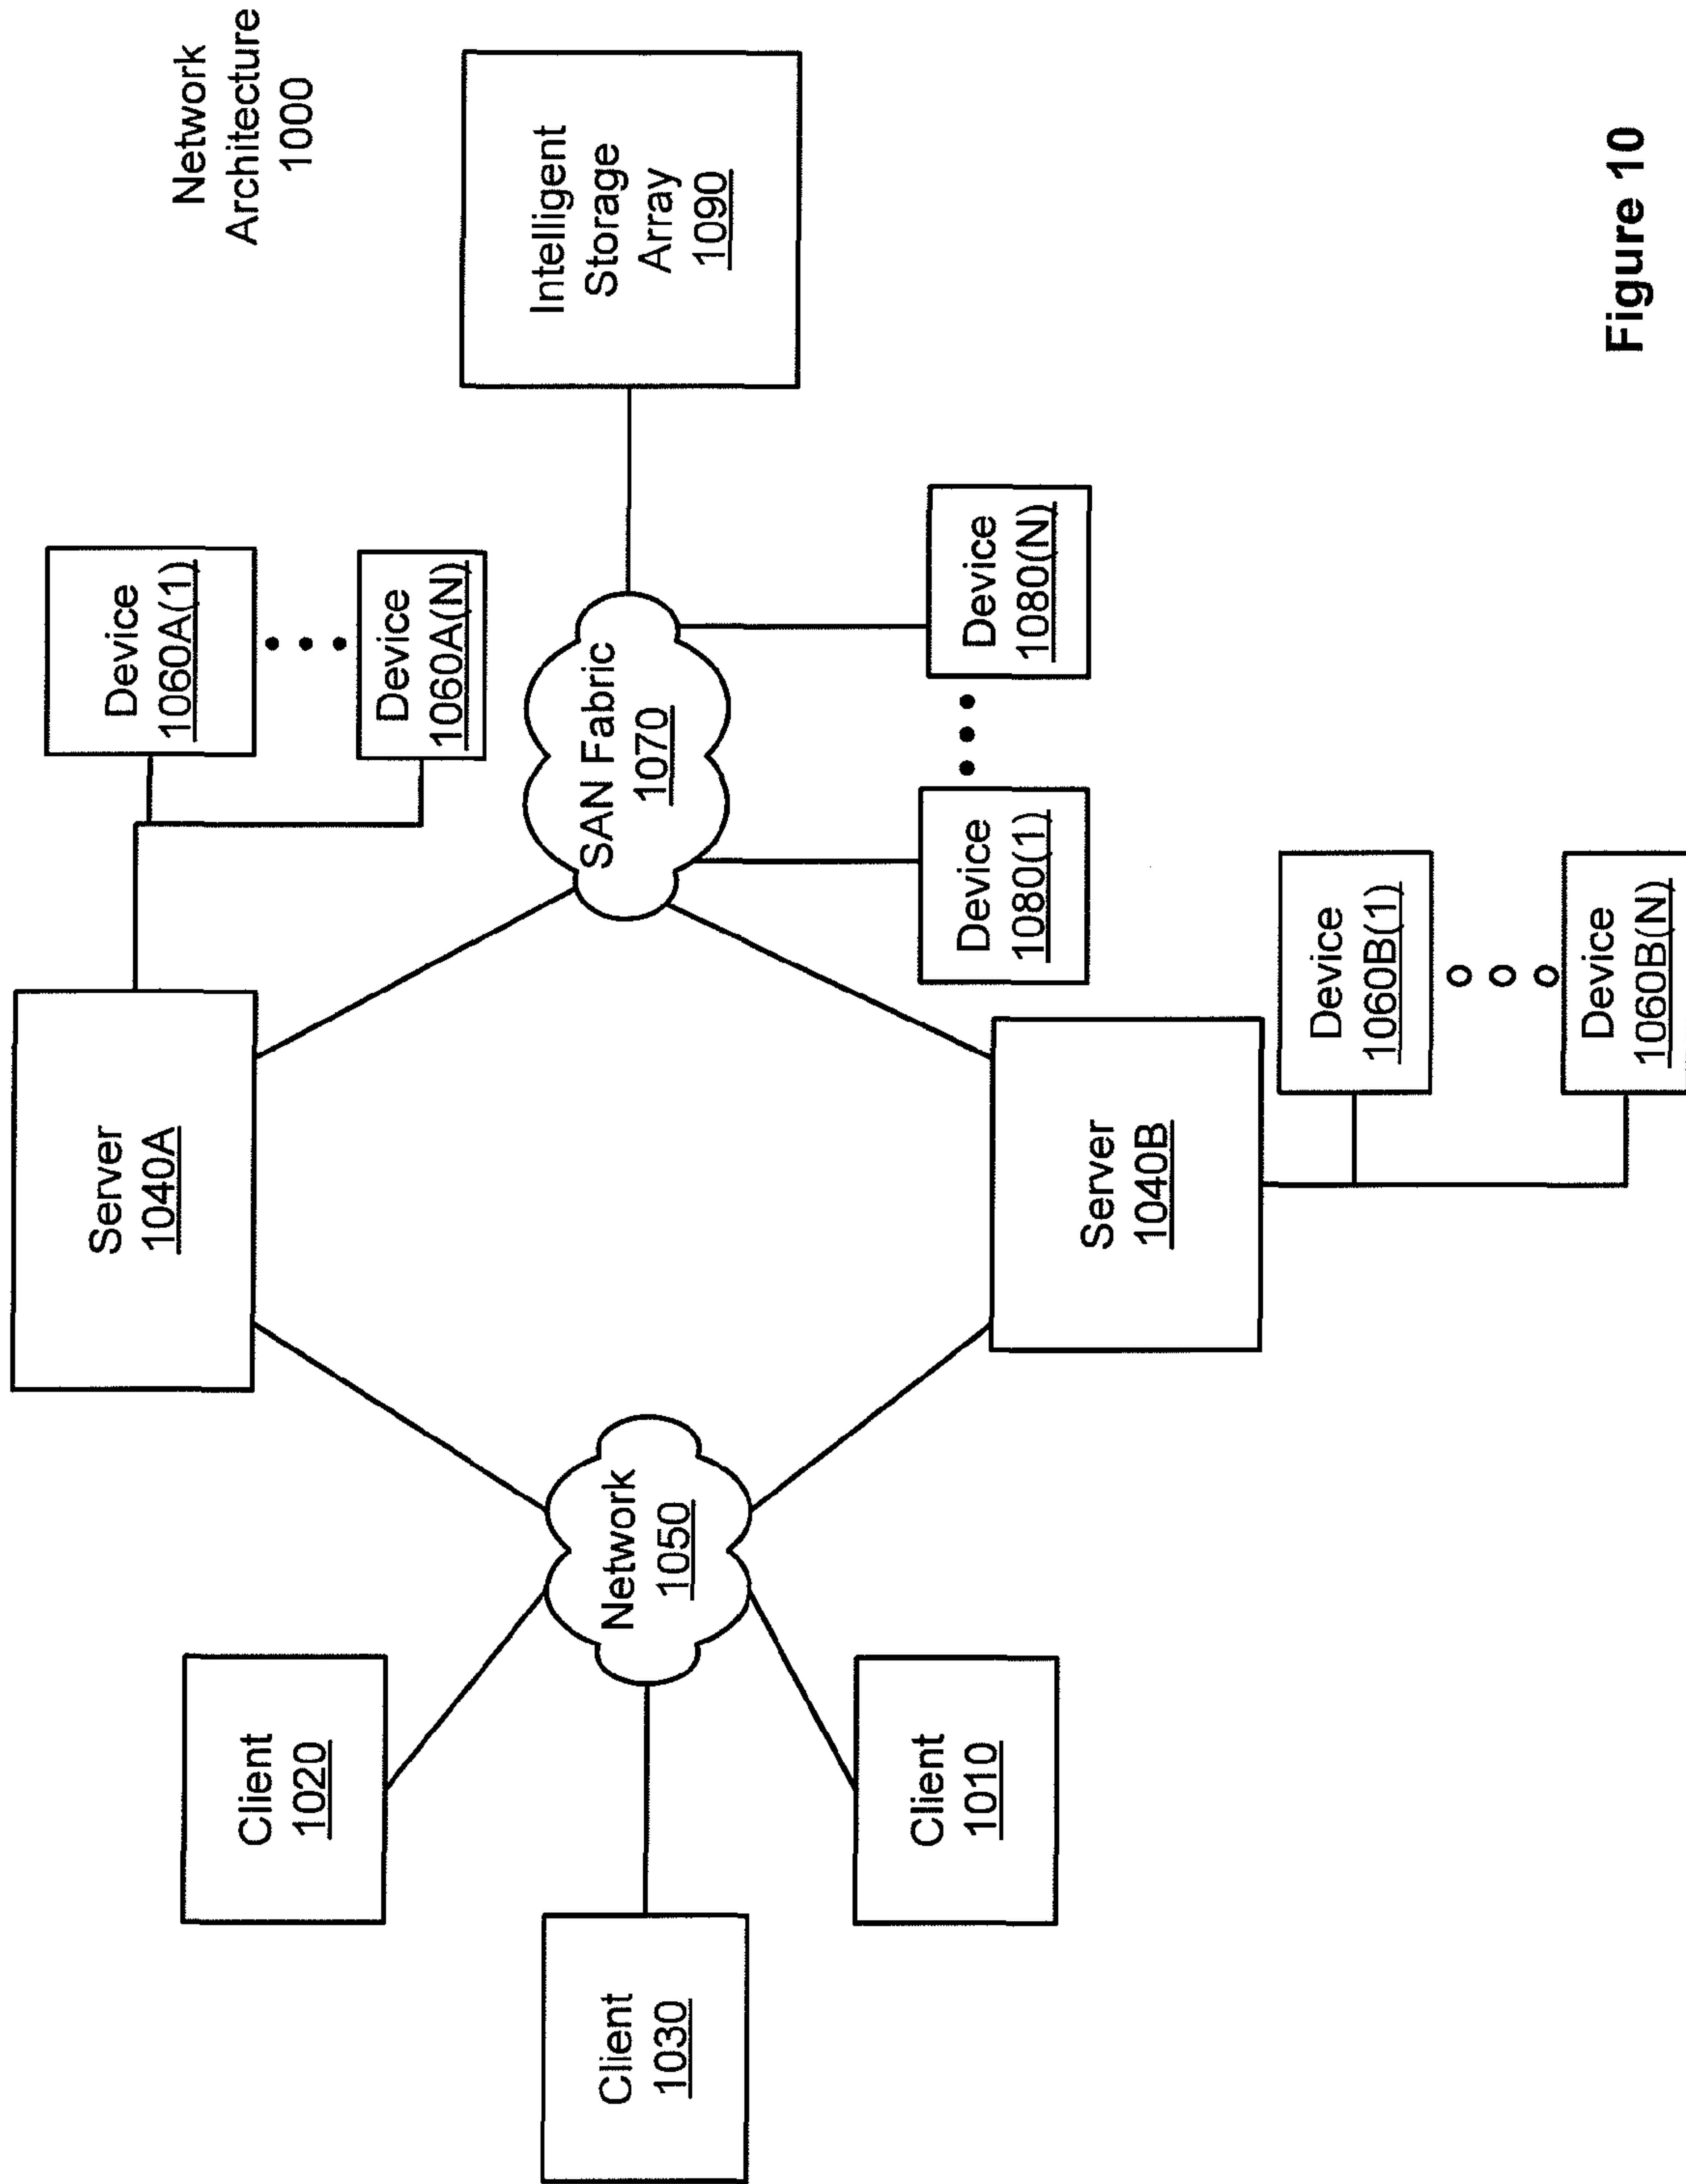 Network
Architecture
1000
Client
1020
Client
1030
Client
1010
Network
1050
Server
1040A
Server
1040B
Device
1060A(1)
Device
1060A(N)
SAN Fabric
1070
Intelligent
Storage
Array
1090
Device
1080(1)
Device
1080(N)
Device
1060B(1)
Device
1060B(N)
Figure 10